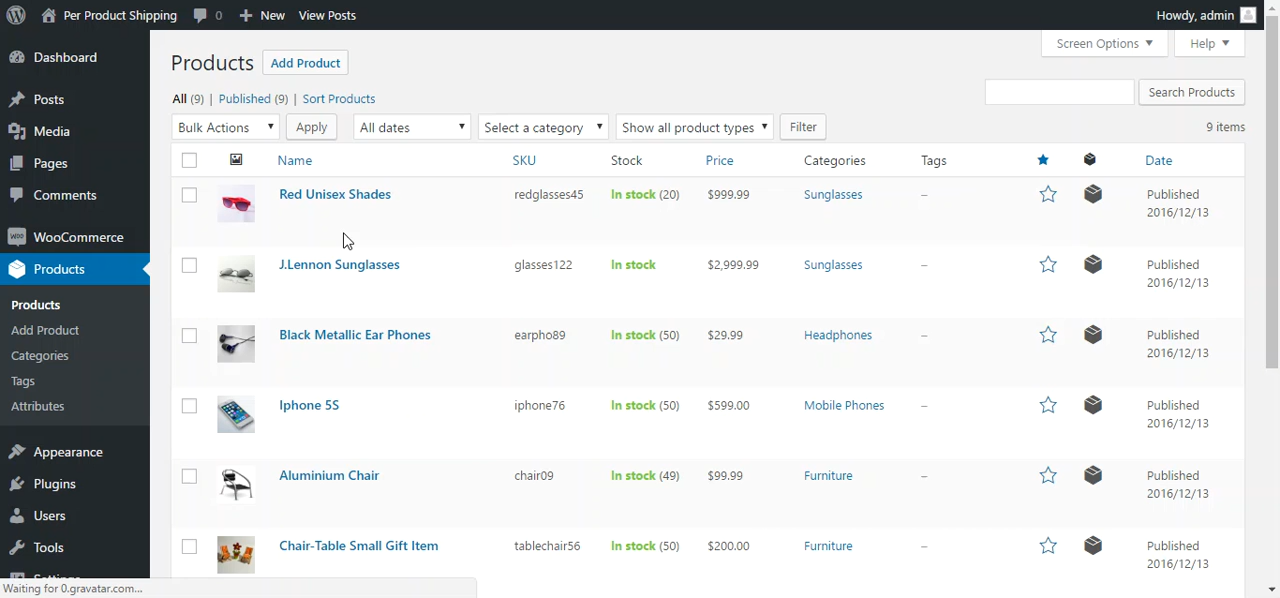 Per Product Shipping 0 New View Posts Howdy, admin
Screen Options Help
Dashboard
Posts
Media
Pages
Comments
WooCommerce
Products
Products
Add Product
Categories
Tags
Attributes
Appearance
Plugins
Users
Tools
Settings
Products Add Product
All (9) | Published (9) | Sort Products
Search Products
Bulk Actions Apply All dates Select a category Show all product types Filter 9 items
Name SKU Stock Price Categories Tags Date
Red Unisex Shades redglasses45 In stock (20) $999.99 Sunglasses – Published
2016/12/13
J.Lennon Sunglasses glasses122 In stock $2,999.99 Sunglasses – Published
2016/12/13
Black Metallic Ear Phones earpho89 In stock (50) $29.99 Headphones – Published
2016/12/13
Iphone 5S iphone76 In stock (50) $599.00 Mobile Phones – Published
2016/12/13
Aluminium Chair chair09 In stock (49) $99.99 Furniture – Published
2016/12/13
Chair-Table Small Gift Item tablechair56 In stock (50) $200.00 Furniture – Published
2016/12/13
Waiting for 0.gravatar.com...